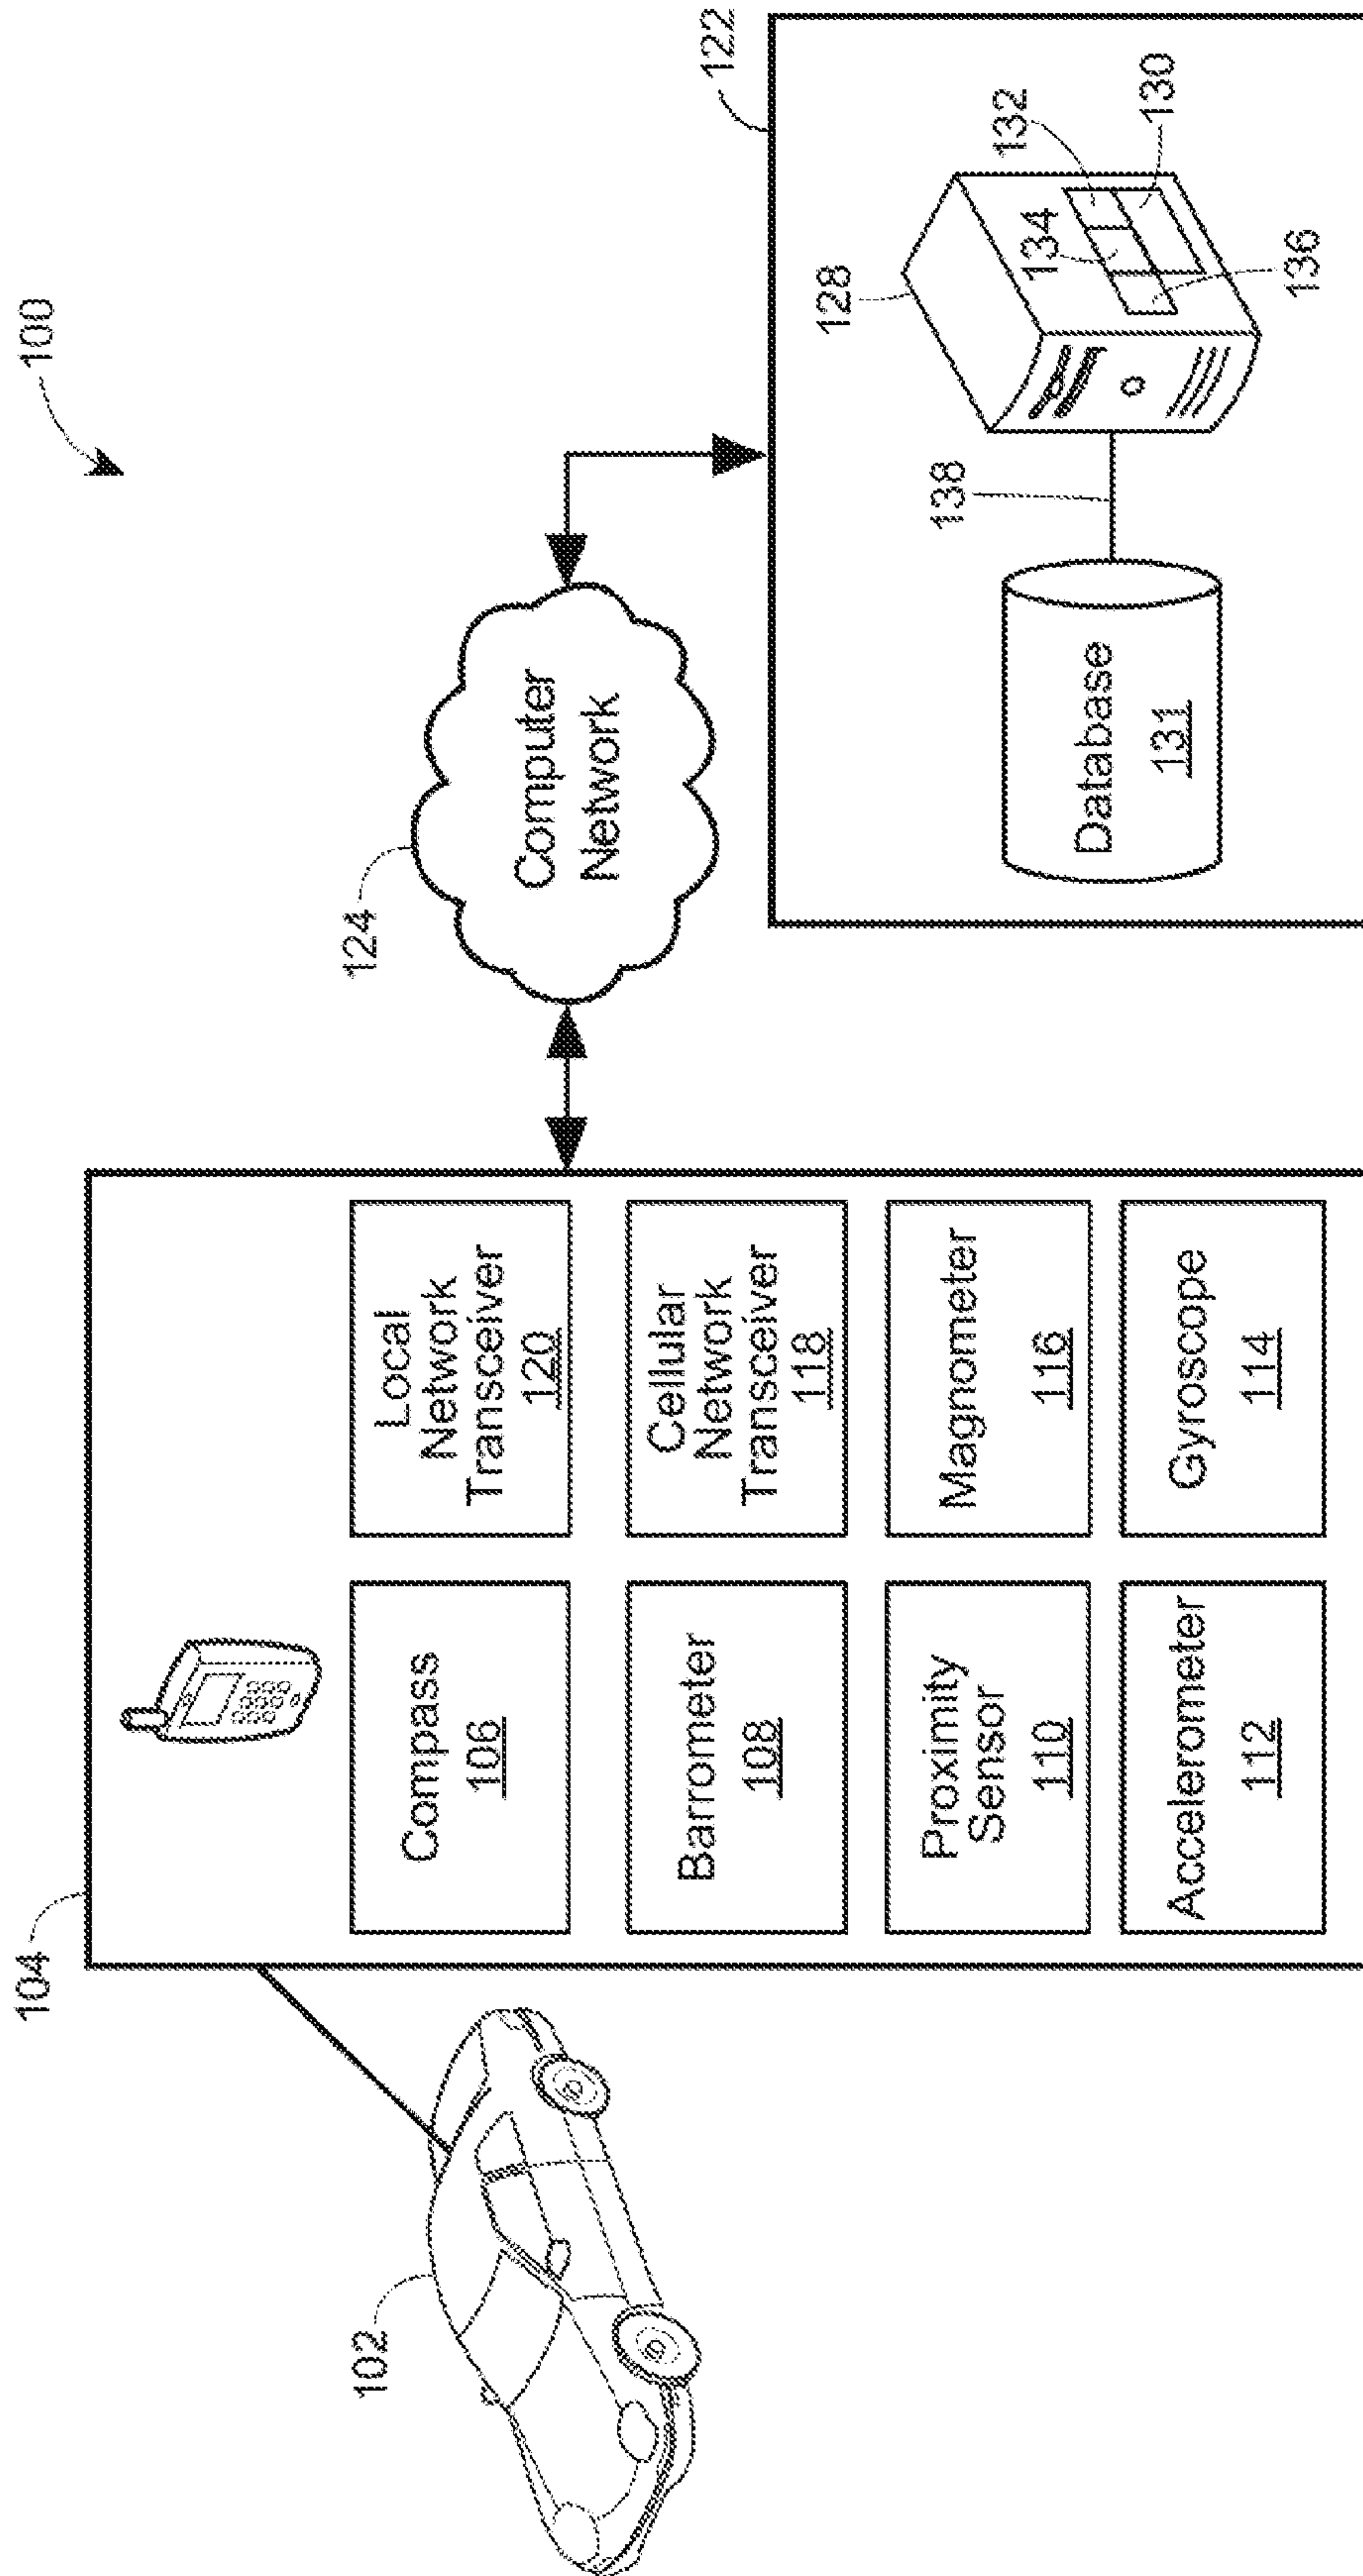 100
104
102
Compass
106
Local
Network
Transceiver
120
Barrometer
108
Cellular
Network
Transceiver
118
Proximity
Sensor
110
Magnometer
116
Accelerometer
112
Gyroscope
114
124
Computer
Network
122
Database
131
138
128
134
132
136
130